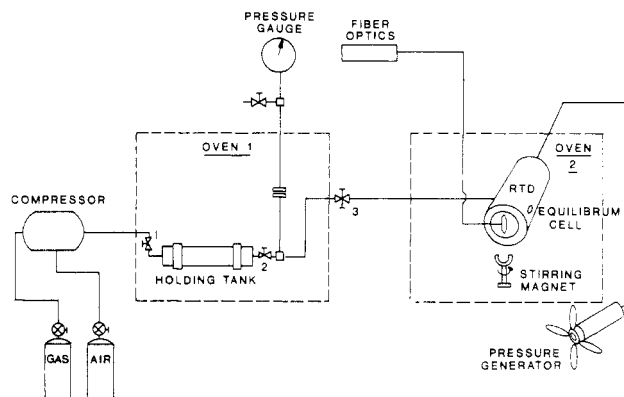 PRESSURE
GAUGE
FIBER
OPTICS
OVEN 1
OVEN
2
COMPRESSOR
RTD
EQUILIBRUM
CELL
1
2
3
HOLDING TANK
STIRRING
MAGNET
GAS
AIR
PRESSURE
GENERATOR